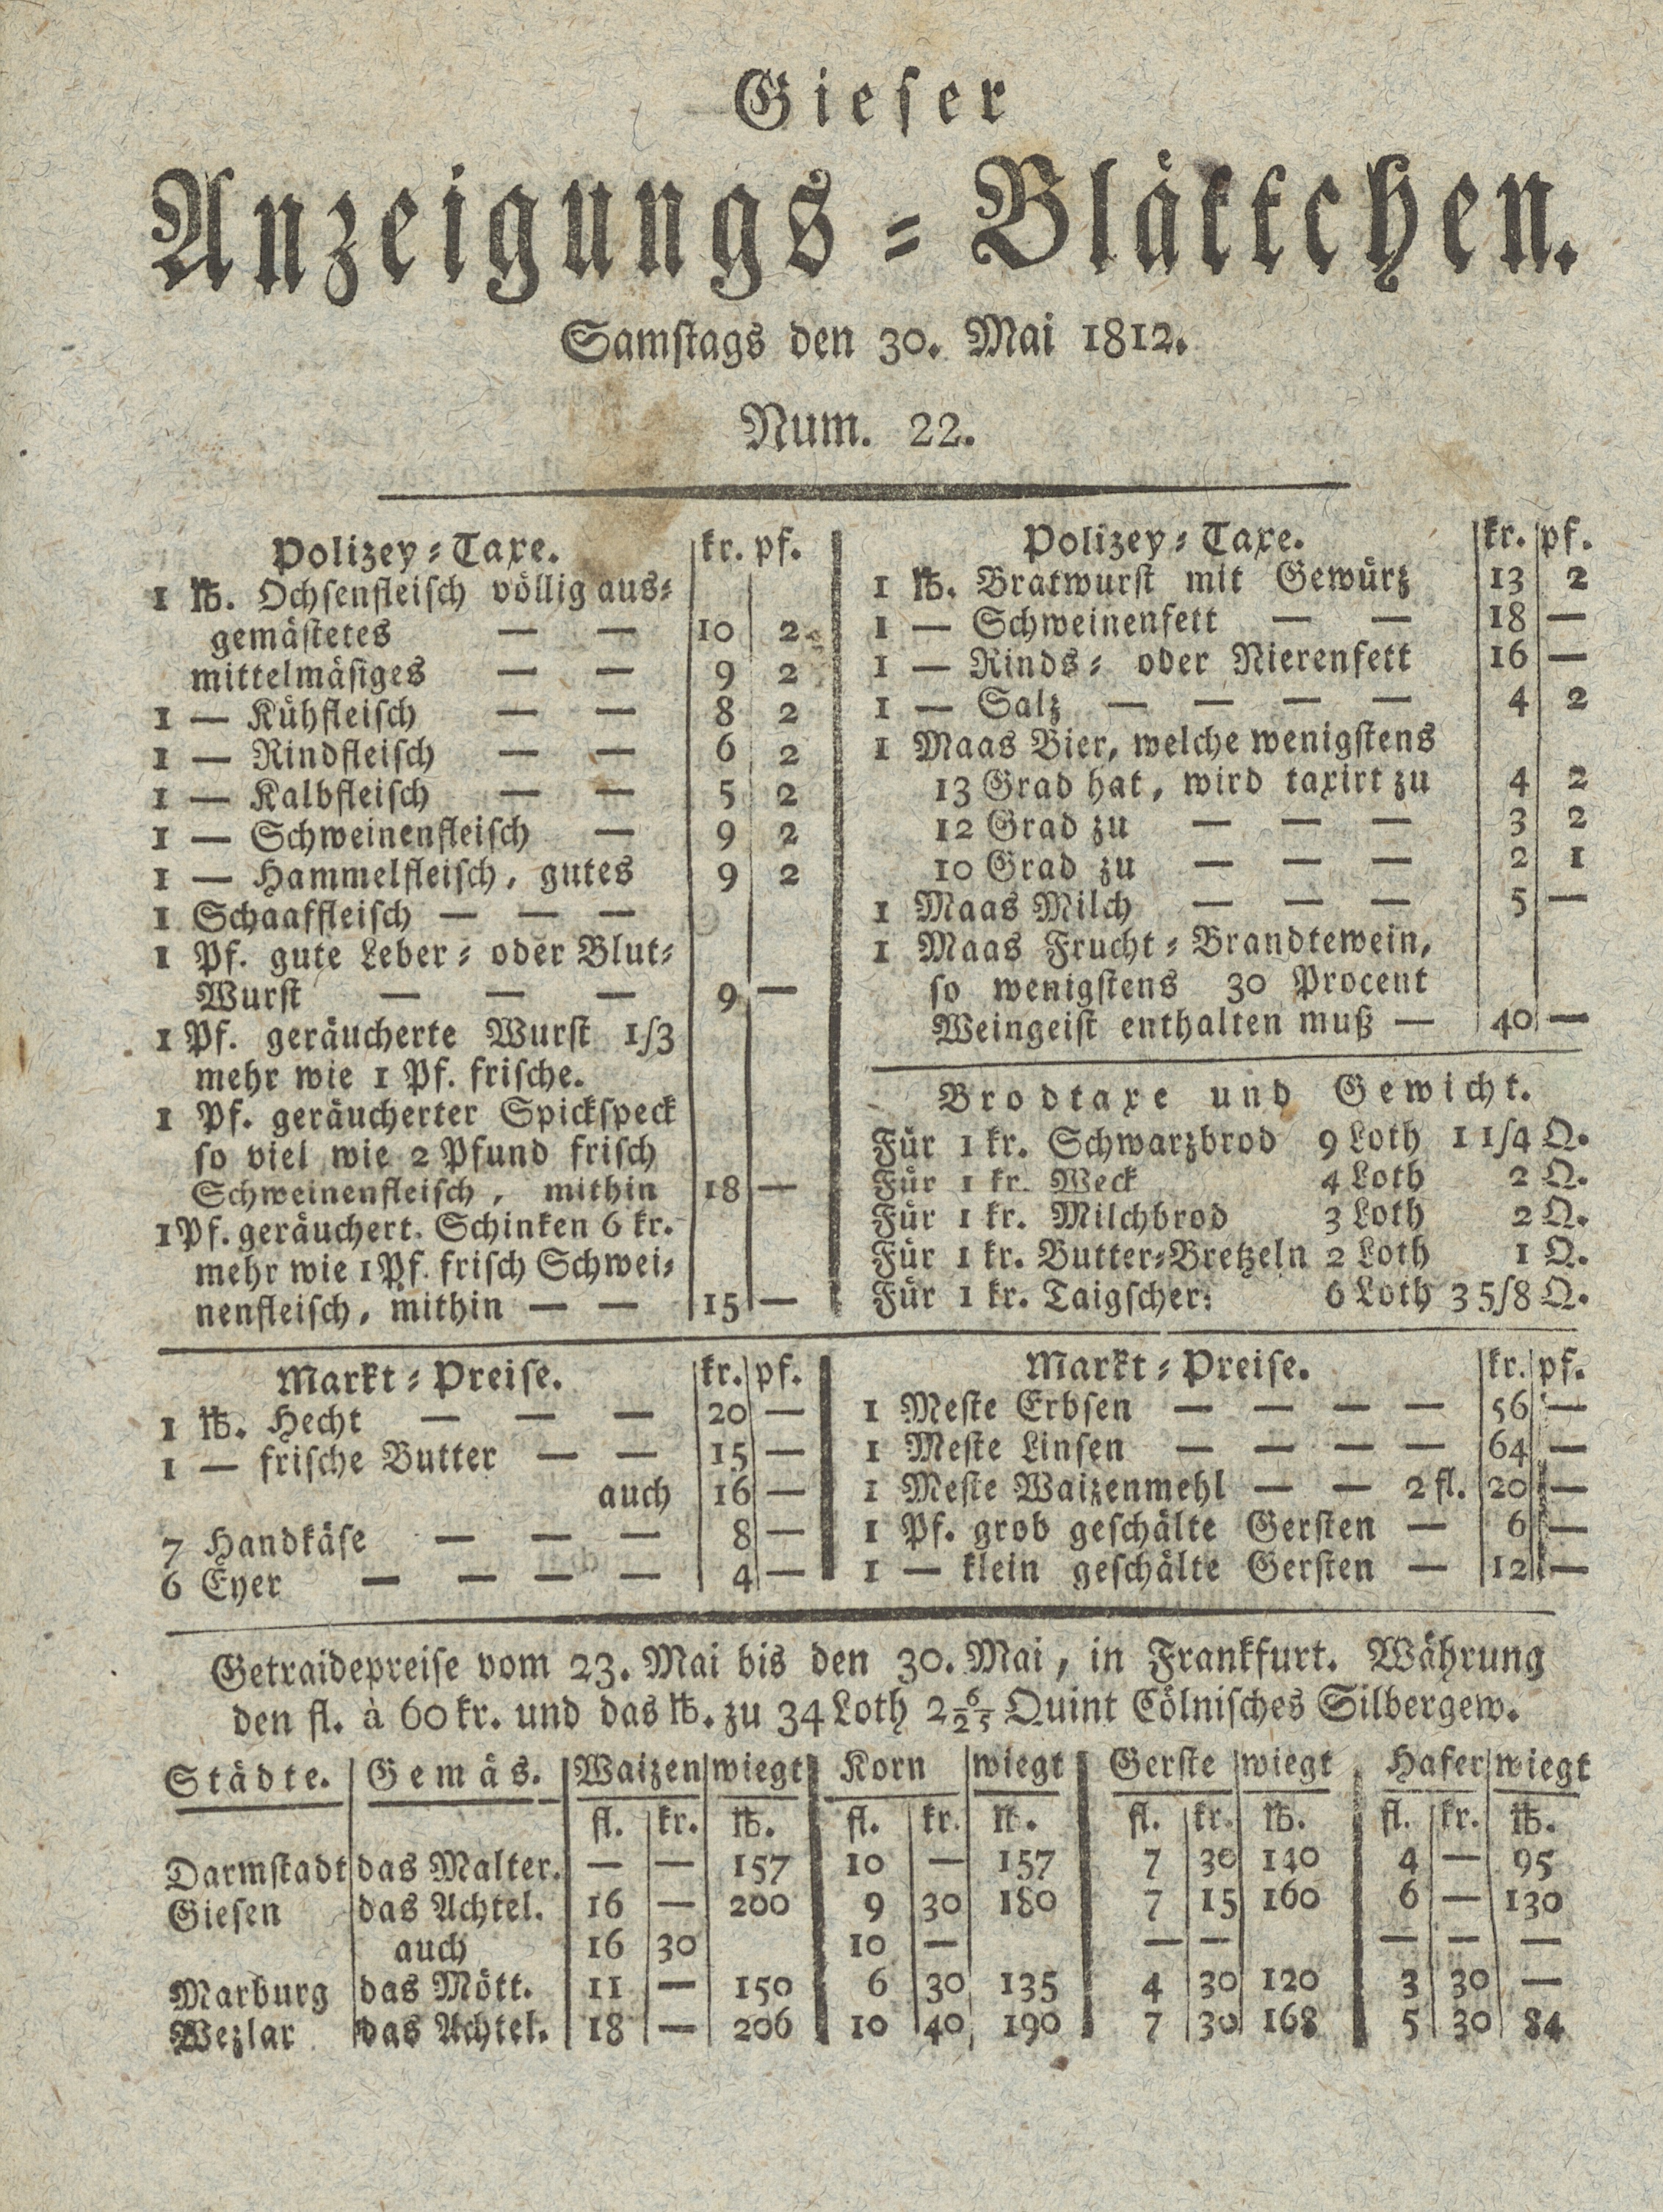 Gieser
Anzeigungs-Blättchen.
Samstags den 30. Mai 1812.
Num. 22.
Polizey-Taxe. kr. pf.
1 ℔. Ochsenfleisch völlig aus-
gemästetes — — 10 2
mittelmäsiges — — 9 2
1 — Kühfleisch — — 8 2
1 — Rindfleisch — — 6 2
1 — Kalbfleisch — — 5 2
1 — Schweinenfleisch — 9 2
1 — Hammelfleisch, gutes 9 2
1 Schaaffleisch — — —
1 Pf. gute Leber- oder Blut-
Wurst — — — 9 —
1 Pf. geräucherte Wurst 1/3
mehr wie 1 Pf. frische.
1 Pf. geräucherter Spickspeck
so viel wie 2 Pfund frisch
Schweinenfleisch, mithin 18 —
1 Pf. geräuchert. Schinken 6 kr.
mehr wie 1 Pf. frisch Schwei-
nenfleisch, mithin — — 15 —
Polizey-Taxe. kr. pf.
1 ℔. Bratwurst mit Gewürz 13 2
1 — Schweinenfett — — 18 —
1 — Rinds- oder Nierenfett 16 —
1 — Salz — — — — 4 2
1 Maas Bier, welche wenigstens
13 Grad hat, wird taxirt zu 4 2
12 Grad zu — — — 3 2
10 Grad zu — — — 2 1
1 Maas Milch — — — 5 —
1 Maas Frucht-Brandtewein,
so wenigstens 30 Procent
Weingeist enthalten muß — 40 —
Brodtaxe und Gewicht.
Für 1 kr. Schwarzbrod 9 Loth 1 1/4 Q.
Für 1 kr. Weck 4 Loth 2 Q.
Für 1 kr. Milchbrod 3 Loth 2 Q.
Für 1 kr. Butter-Bretzeln 2 Loth 1 Q.
Für 1 kr. Taigscher: 6 Loth 3 5/8 Q.
Markt-Preise. kr. pf.
1 ℔. Hecht — — — 20 —
1 — frische Butter — — 15 —
auch 16 —
7 Handkäse — — — 8 —
6 Eyer — — — — 4 —
Markt-Preise. kr. pf.
1 Meste Erbsen — — — — 56 —
1 Meste Linsen — — — — 64 —
1 Meste Waizenmehl — — 2 fl. 20 —
1 Pf. grob geschälte Gersten — 6 —
1 — klein geschälte Gersten — 12 —
Getraidepreise vom 23. Mai bis den 30. Mai, in Frankfurt. Währung
den fl. à 60 kr. und das ℔. zu 34 Loth 2 6/25 Quint Cölnisches Silbergew.
Städte. Gemäs. Waizen wiegt Korn wiegt Gerste wiegt Hafer wiegt
fl. kr. ℔. fl. kr. ℔. fl. kr. ℔. fl. kr. ℔.
Darmstadt das Malter. — — 157 10 — 157 7 30 140 4 — 95
Giesen das Achtel. 16 — 200 9 30 180 7 15 160 6 — 130
auch 16 30 10 — — — — — —
Marburg das Mött. 11 — 150 6 30 135 4 30 120 3 30 —
Wezlar das Achtel. 18 — 206 10 40 190 7 30 168 5 30 84